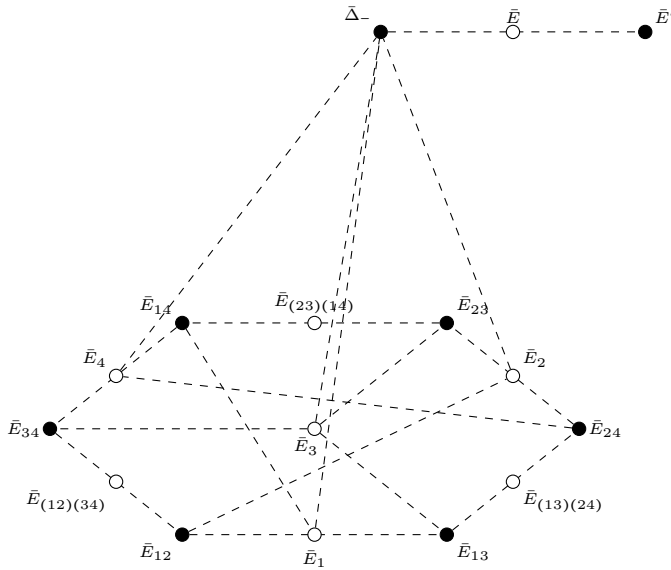 Δ̄₋ Ē Ē
Ē₁₄ Ē₍₂₃₎₍₁₄₎ Ē₂₃
Ē₄ Ē₂
Ē₃₄ Ē₃ Ē₂₄
Ē₍₁₂₎₍₃₄₎ Ē₍₁₃₎₍₂₄₎
Ē₁₂ Ē₁ Ē₁₃